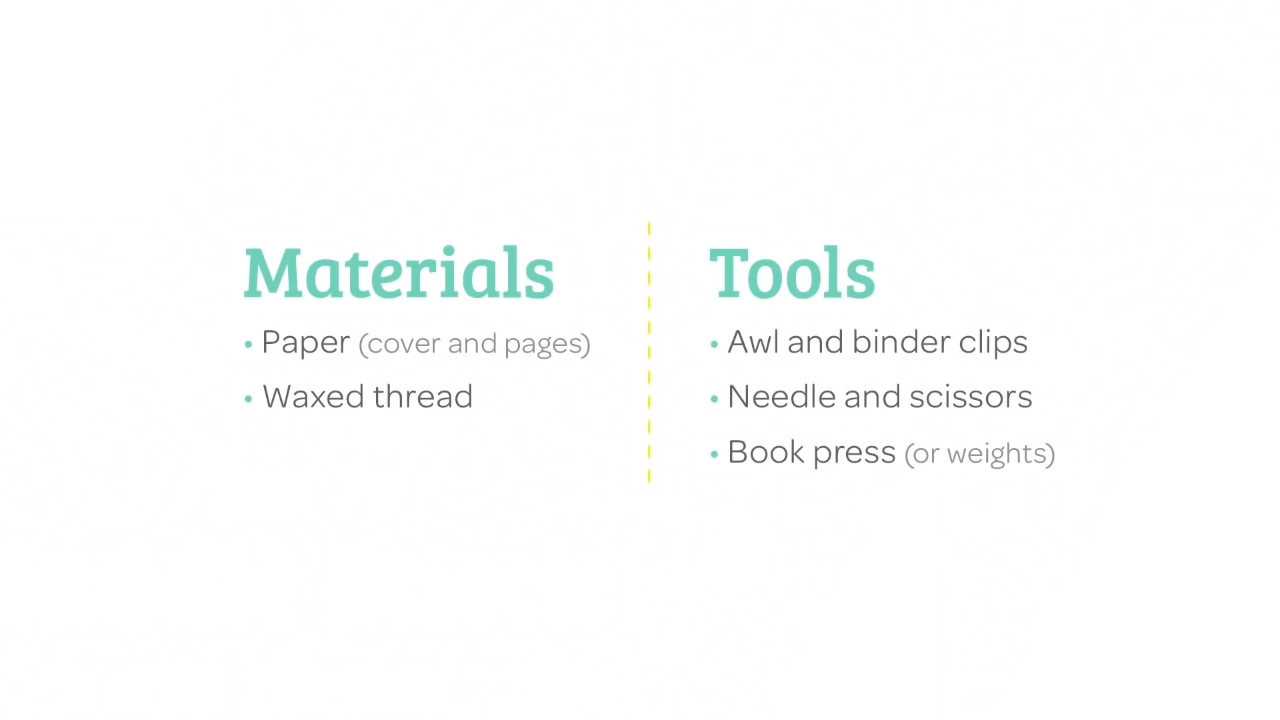 Materials
• Paper (cover and pages)
• Waxed thread
Tools
• Awl and binder clips
• Needle and scissors
• Book press (or weights)